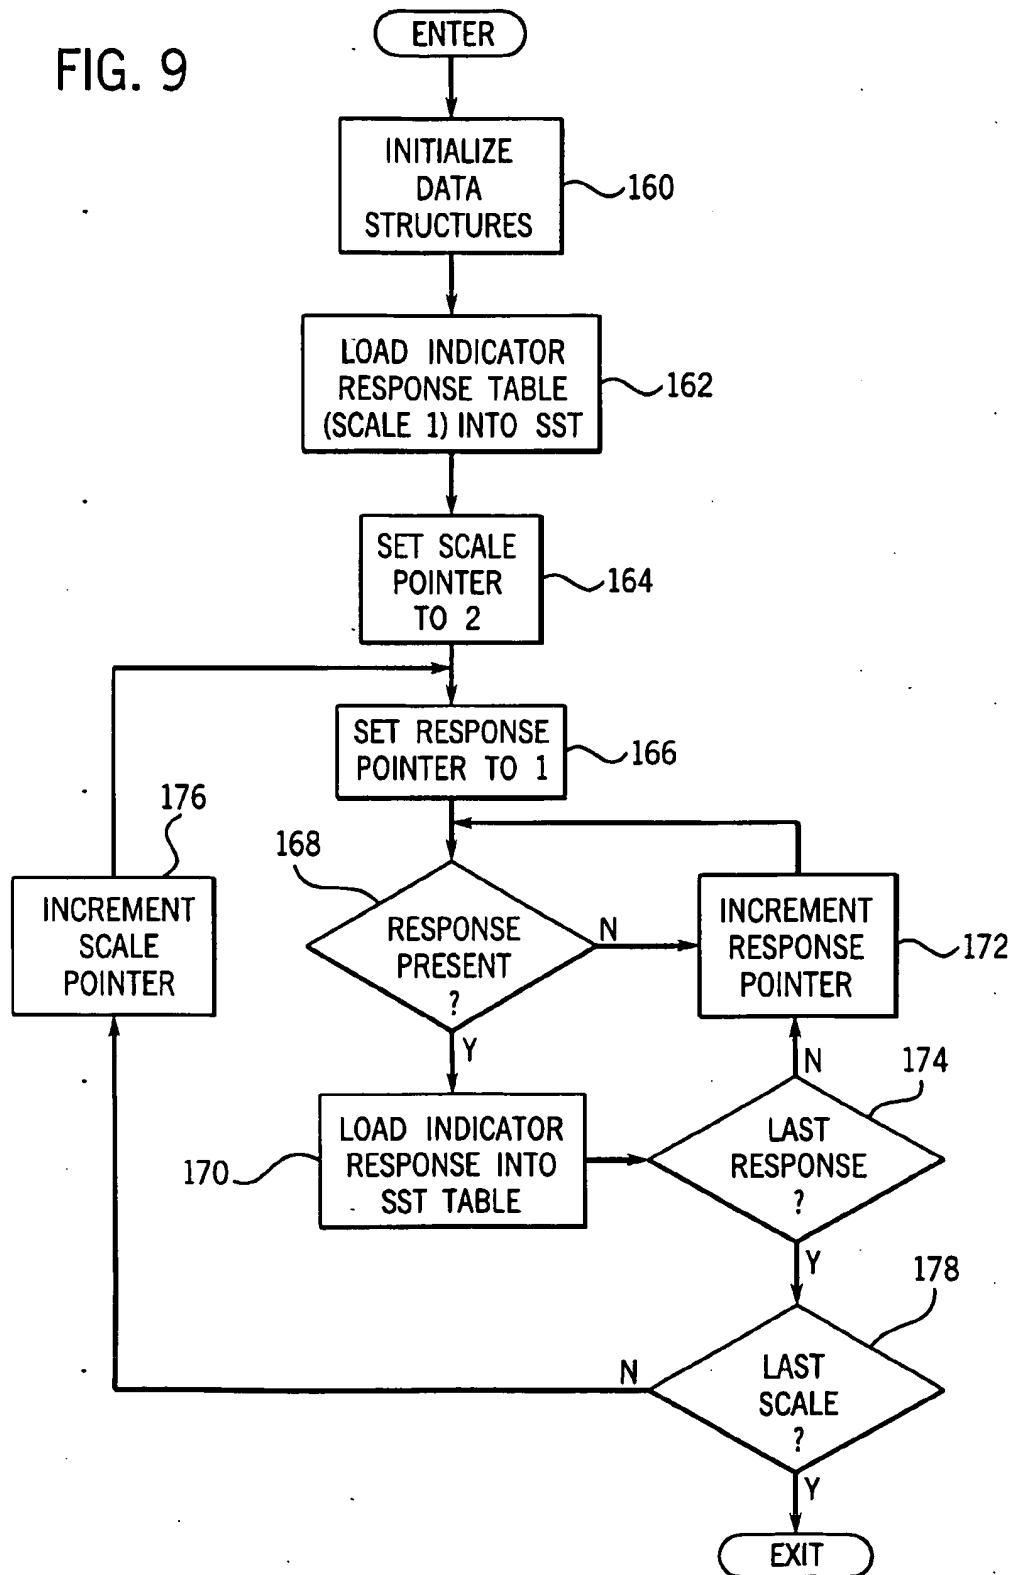 FIG. 9
ENTER
INITIALIZE
DATA
STRUCTURES
160
LOAD INDICATOR
RESPONSE TABLE
(SCALE 1) INTO SST
162
SET SCALE
POINTER
TO 2
164
SET RESPONSE
POINTER TO 1
166
176
INCREMENT
SCALE
POINTER
168
RESPONSE
PRESENT
?
N
Y
INCREMENT
RESPONSE
POINTER
172
LOAD INDICATOR
RESPONSE INTO
SST TABLE
170
N
174
LAST
RESPONSE
?
Y
178
N
LAST
SCALE
?
Y
EXIT